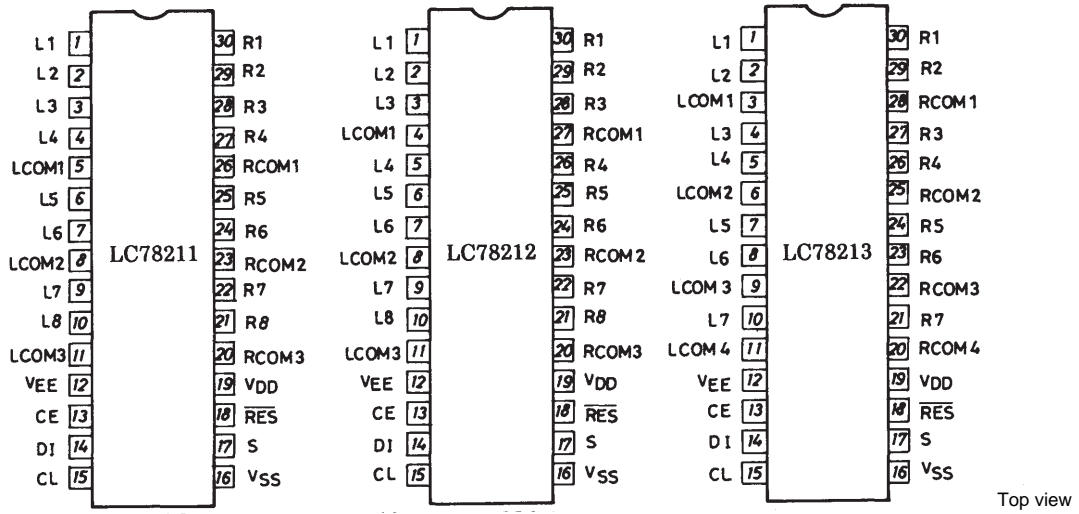 L1 1 30 R1
L2 2 29 R2
L3 3 28 R3
L4 4 27 R4
LCOM1 5 26 RCOM1
L5 6 25 R5
L6 7 24 R6
LCOM2 8 LC78211 23 RCOM2
L7 9 22 R7
L8 10 21 R8
LCOM3 11 20 RCOM3
VEE 12 19 VDD
CE 13 18 R̅E̅S̅
DI 14 17 S
CL 15 16 VSS
L1 1 30 R1
L2 2 29 R2
L3 3 28 R3
LCOM1 4 27 RCOM1
L4 5 26 R4
L5 6 25 R5
L6 7 24 R6
LCOM2 8 LC78212 23 RCOM2
L7 9 22 R7
L8 10 21 R8
LCOM3 11 20 RCOM3
VEE 12 19 VDD
CE 13 18 R̅E̅S̅
DI 14 17 S
CL 15 16 VSS
L1 1 30 R1
L2 2 29 R2
LCOM1 3 28 RCOM1
L3 4 27 R3
L4 5 26 R4
LCOM2 6 25 RCOM2
L5 7 24 R5
L6 8 LC78213 23 R6
LCOM3 9 22 RCOM3
L7 10 21 R7
LCOM4 11 20 RCOM4
VEE 12 19 VDD
CE 13 18 R̅E̅S̅
DI 14 17 S
CL 15 16 VSS
Top view